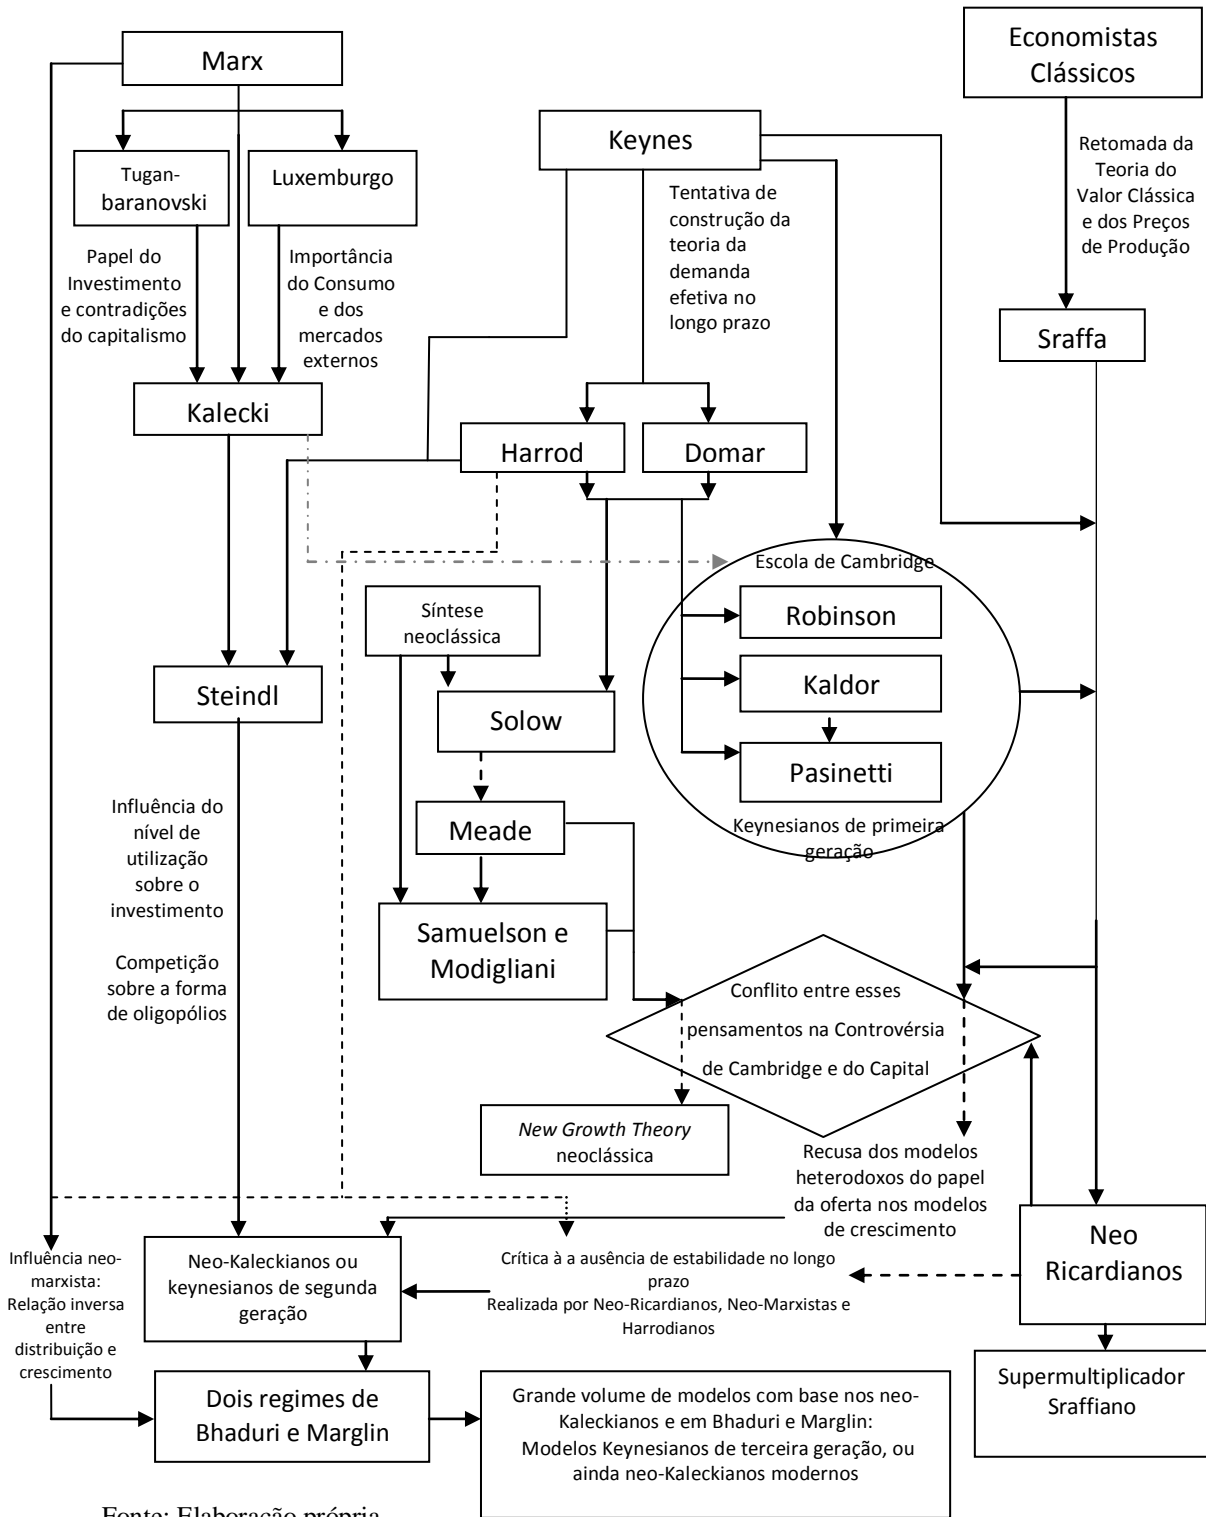 Marx
Economistas
Clássicos
Keynes
Tugan-
baranovski
Luxemburgo
Retomada da
Teoria do
Valor Clássica
e dos Preços
de Produção
Tentativa de
construção da
teoria da
demanda
efetiva no
longo prazo
Papel do
Investimento
e contradições
do capitalismo
Importância
do Consumo
e dos
mercados
externos
Sraffa
Kalecki
Harrod
Domar
Escola de Cambridge
Robinson
Kaldor
Pasinetti
Keynesianos de primeira
geração
Síntese
neoclássica
Steindl
Solow
Meade
Samuelson e
Modigliani
Influência do
nível de
utilização
sobre o
investimento
Competição
sobre a forma
de oligopólios
Conflito entre esses
pensamentos na Controvérsia
de Cambridge e do Capital
New Growth Theory
neoclássica
Recusa dos modelos
heterodoxos do papel
da oferta nos modelos
de crescimento
Neo
Ricardianos
Influência neo-
marxista:
Relação inversa
entre
distribuição e
crescimento
Neo-Kaleckianos ou
keynesianos de segunda
geração
Crítica à a ausência de estabilidade no longo
prazo
Realizada por Neo-Ricardianos, Neo-Marxistas e
Harrodianos
Supermultiplicador
Sraffiano
Dois regimes de
Bhaduri e Marglin
Grande volume de modelos com base nos neo-
Kaleckianos e em Bhaduri e Marglin:
Modelos Keynesianos de terceira geração, ou
ainda neo-Kaleckianos modernos
Fonte: Elaboração própria